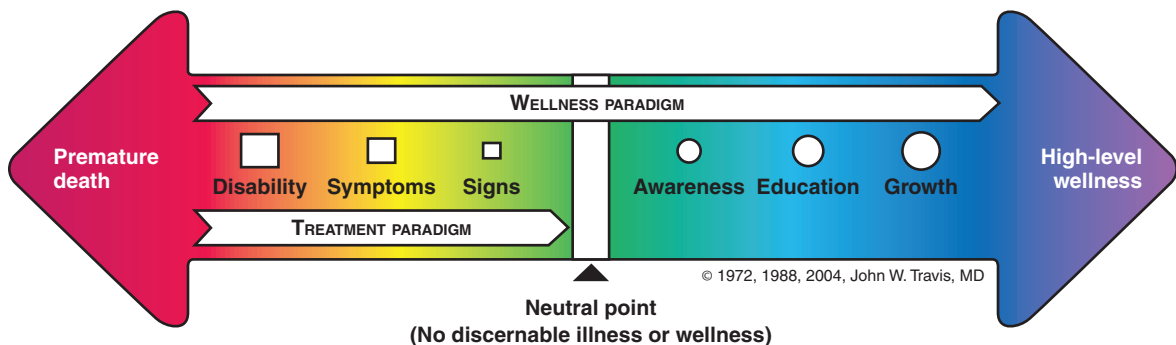 WELLNESS PARADIGM
Premature
death
Disability
Symptoms
Signs
Awareness
Education
Growth
High-level
wellness
TREATMENT PARADIGM
© 1972, 1988, 2004, John W. Travis, MD
Neutral point
(No discernable illness or wellness)